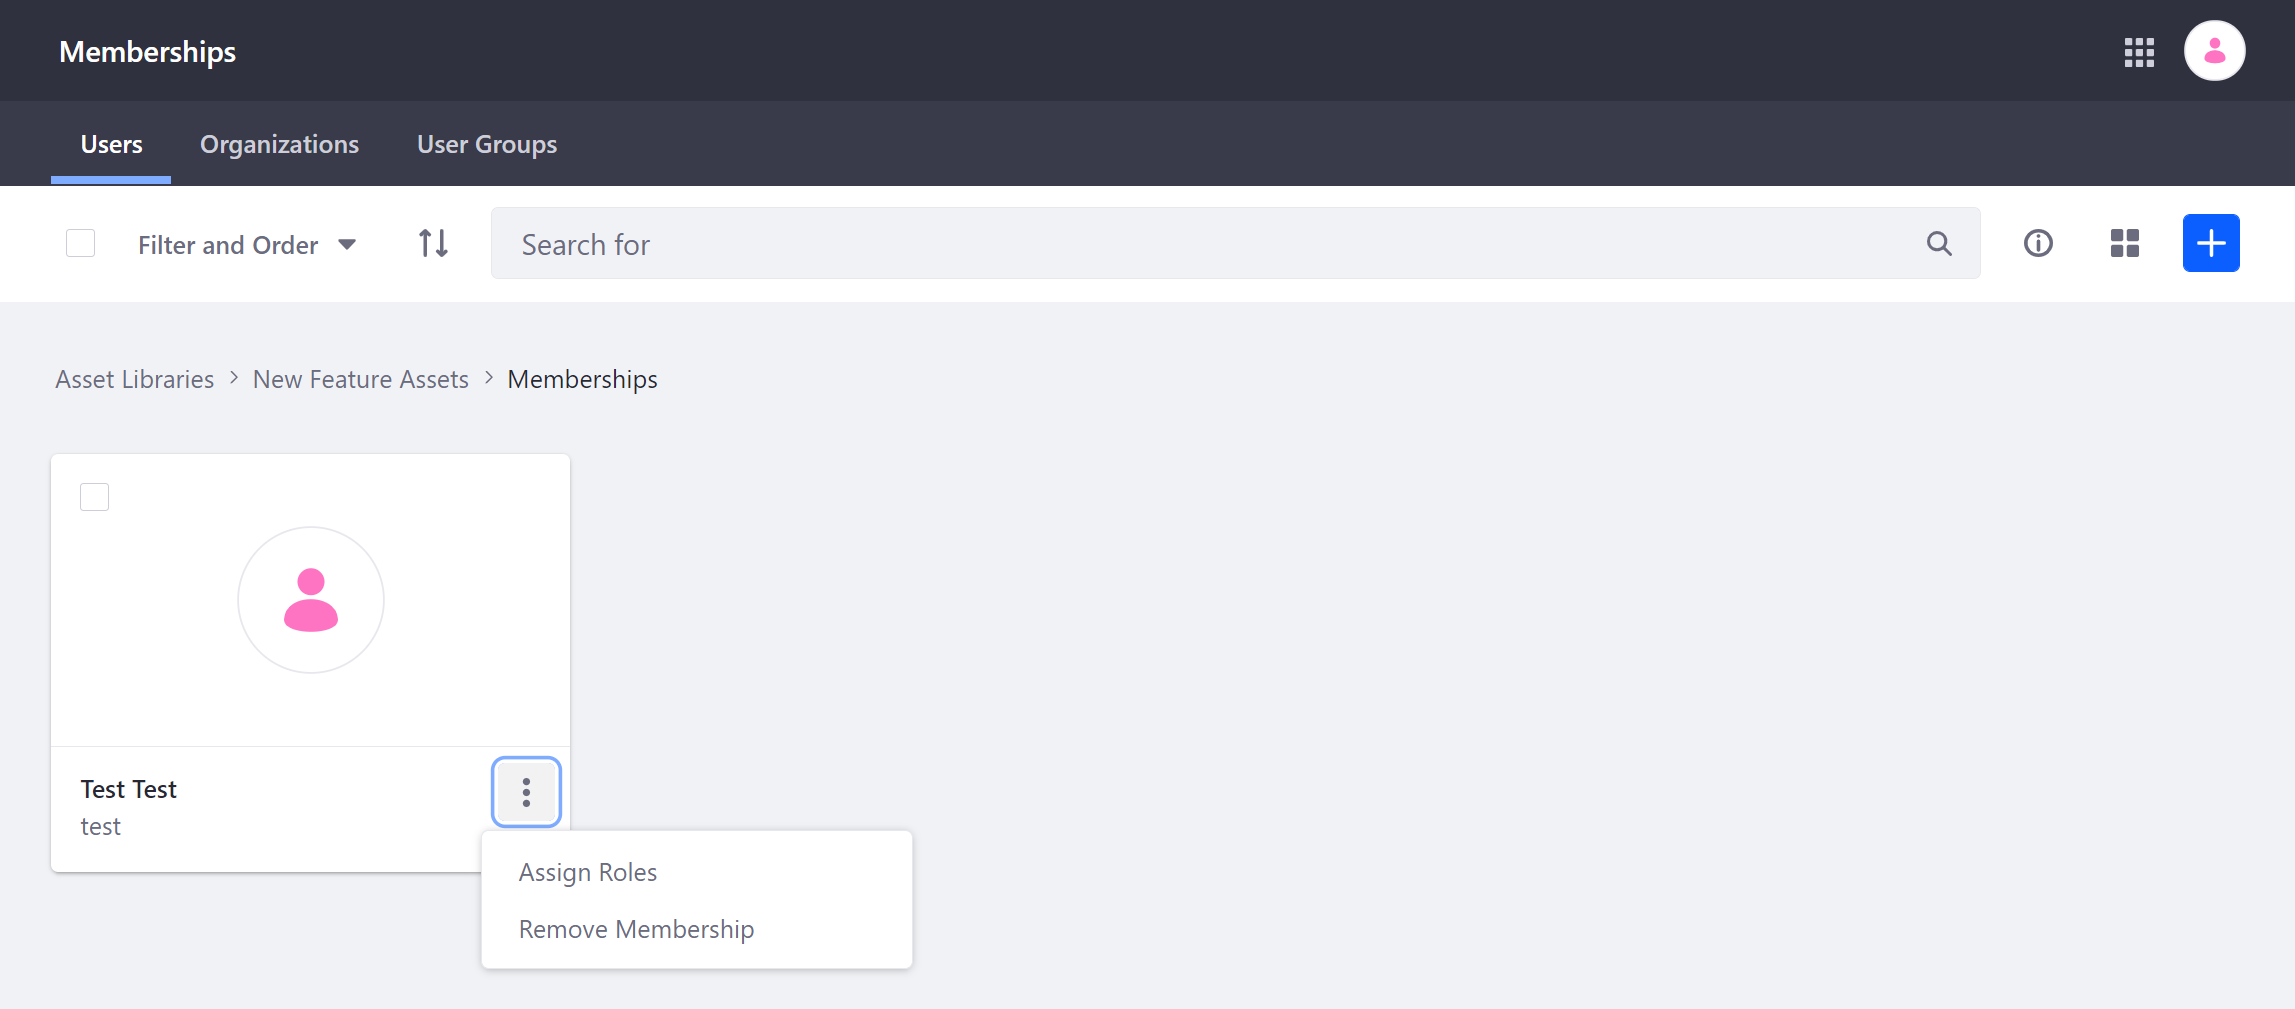 Memberships
Users Organizations User Groups
Filter and Order Search for
Asset Libraries > New Feature Assets > Memberships
Test Test
test
Assign Roles
Remove Membership